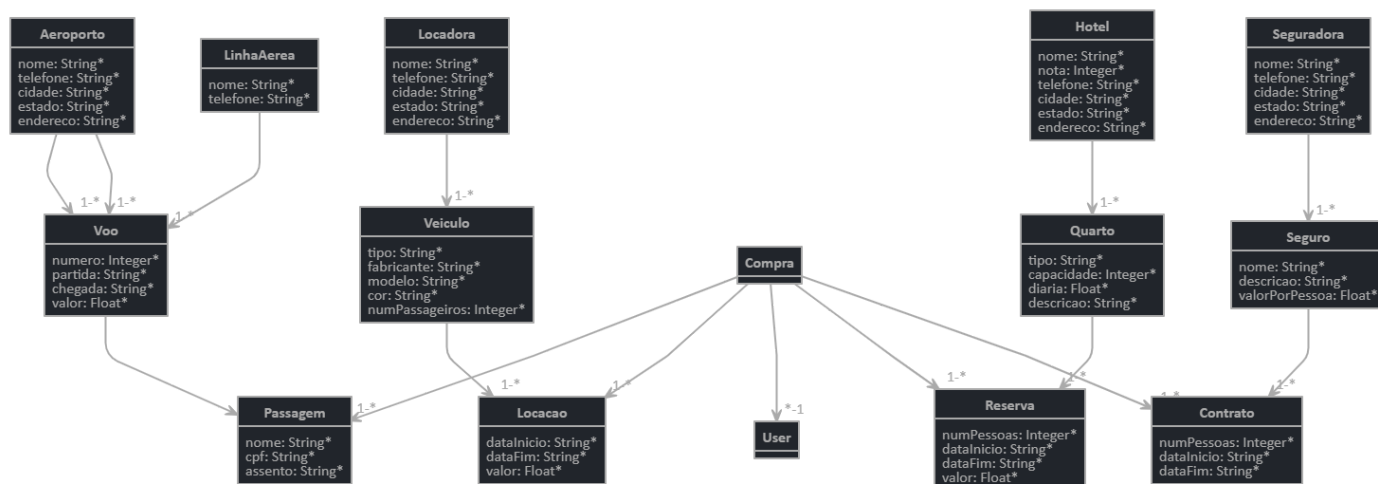 Aeroporto
nome: String*
telefone: String*
cidade: String*
estado: String*
endereco: String*
LinhaAerea
nome: String*
telefone: String*
Locadora
nome: String*
telefone: String*
cidade: String*
estado: String*
endereco: String*
Hotel
nome: String*
nota: Integer*
telefone: String*
cidade: String*
estado: String*
endereco: String*
Seguradora
nome: String*
telefone: String*
cidade: String*
estado: String*
endereco: String*
1-*
1-*
1-*
1-*
1-*
1-*
Voo
numero: Integer*
partida: String*
chegada: String*
valor: Float*
Veiculo
tipo: String*
fabricante: String*
modelo: String*
cor: String*
numPassageiros: Integer*
Compra
Quarto
tipo: String*
capacidade: Integer*
diaria: Float*
descricao: String*
Seguro
nome: String*
descricao: String*
valorPorPessoa: Float*
1-*
1-*
1-*
*-1
1-*
1-*
1-*
1-*
Passagem
nome: String*
cpf: String*
assento: String*
Locacao
dataInicio: String*
dataFim: String*
valor: Float*
User
Reserva
numPessoas: Integer*
dataInicio: String*
dataFim: String*
valor: Float*
Contrato
numPessoas: Integer*
dataInicio: String*
dataFim: String*